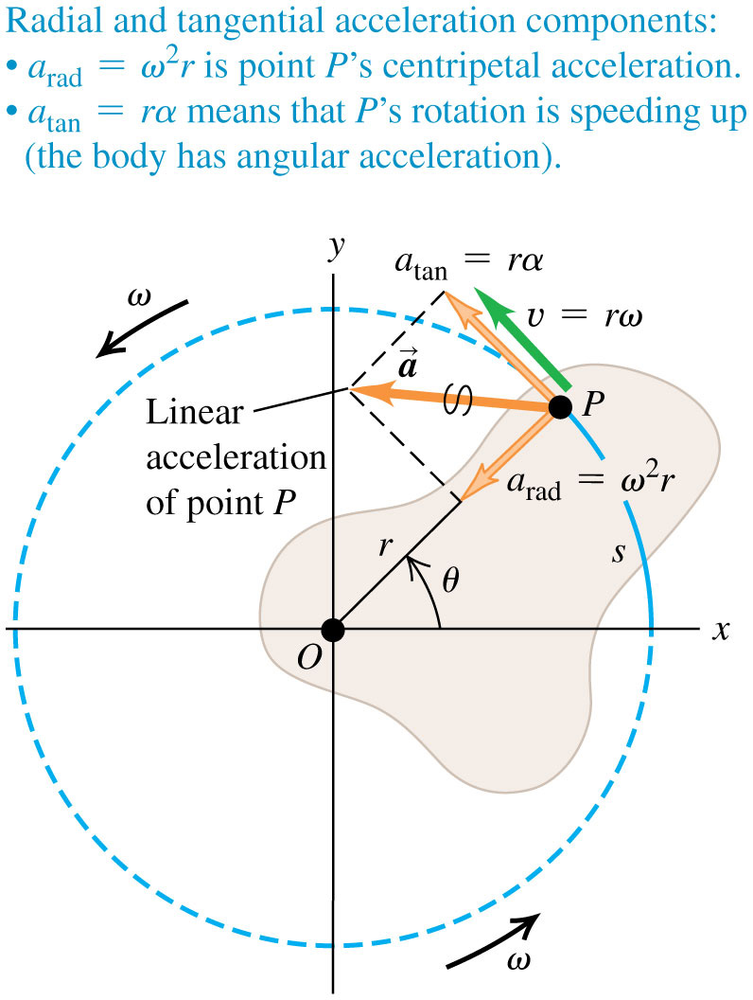 Radial and tangential acceleration components:
• a_rad = ω²r is point P’s centripetal acceleration.
• a_tan = rα means that P’s rotation is speeding up
(the body has angular acceleration).
y
a_tan = rα
ω
v = rω
a⃗
P
Linear
acceleration
of point P
a_rad = ω²r
r
s
θ
x
O
ω